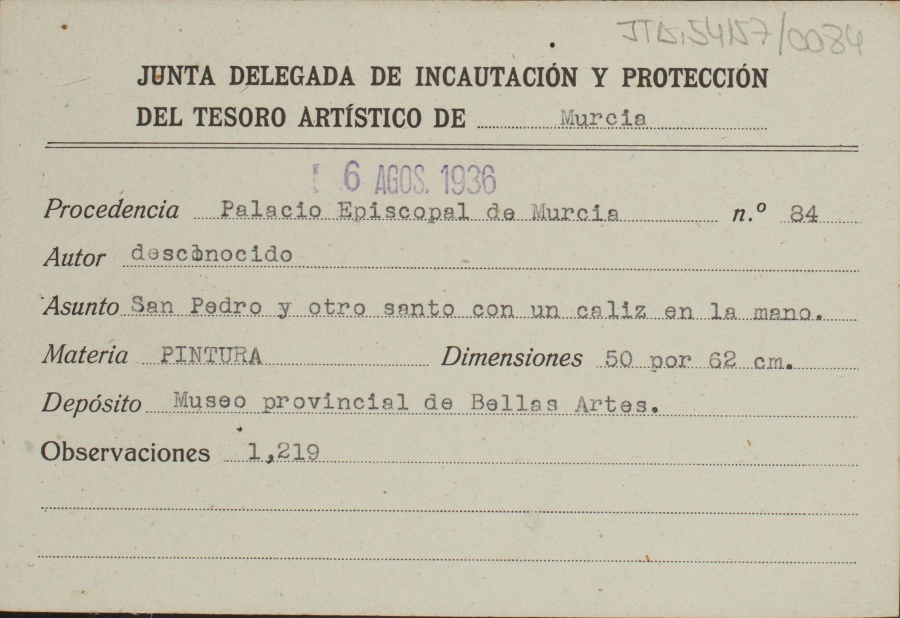 JTD.54157/0084
JUNTA DELEGADA DE INCAUTACIÓN Y PROTECCIÓN
DEL TESORO ARTÍSTICO DE Murcia
6 AGOS. 1936
Procedencia Palacio Episcopal de Murcia n.º 84
Autor desconocido
Asunto San Pedro y otro santo con un caliz en la mano.
Materia PINTURA Dimensiones 50 por 62 cm.
Depósito Museo provincial de Bellas Artes.
Observaciones 1,219